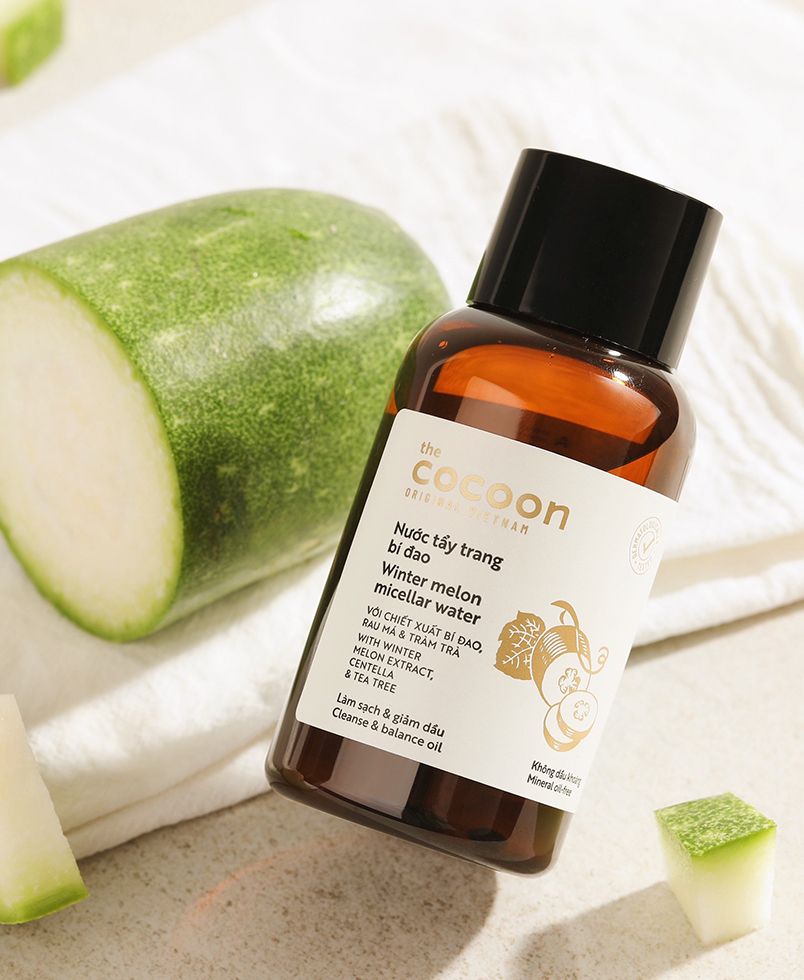 the
cocoon
ORIGINAL VIETNAM
Nước tẩy trang
bí đao
Winter melon
micellar water
VỚI CHIẾT XUẤT BÍ ĐAO,
RAU MÁ & TRÀM TRÀ
WITH WINTER
MELON EXTRACT,
CENTELLA
& TEA TREE
Làm sạch & giảm dầu
Cleanse & balance oil
Không dầu khoáng
Mineral oil-free